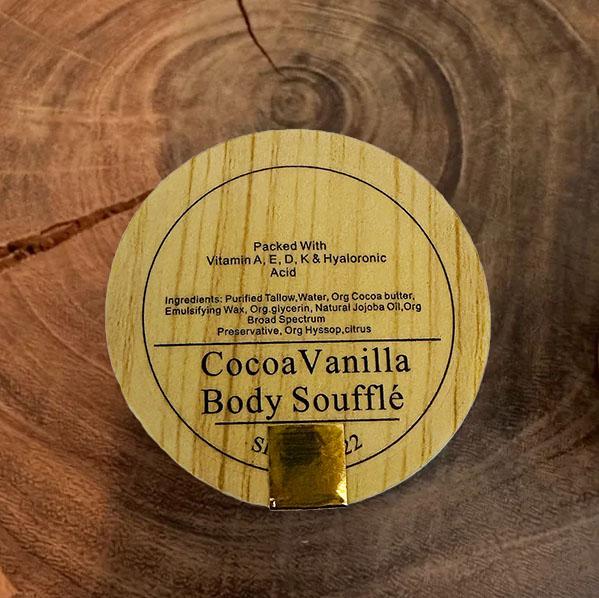 Packed With
Vitamin A, E, D, K & Hyaloronic
Acid
Ingredients: Purified Tallow,Water, Org Cocoa butter,
Emulsifying Wax, Org.glycerin, Natural Jojoba Oil,Org
Broad Spectrum
Preservative, Org Hyssop,citrus
CocoaVanilla
Body Soufflé